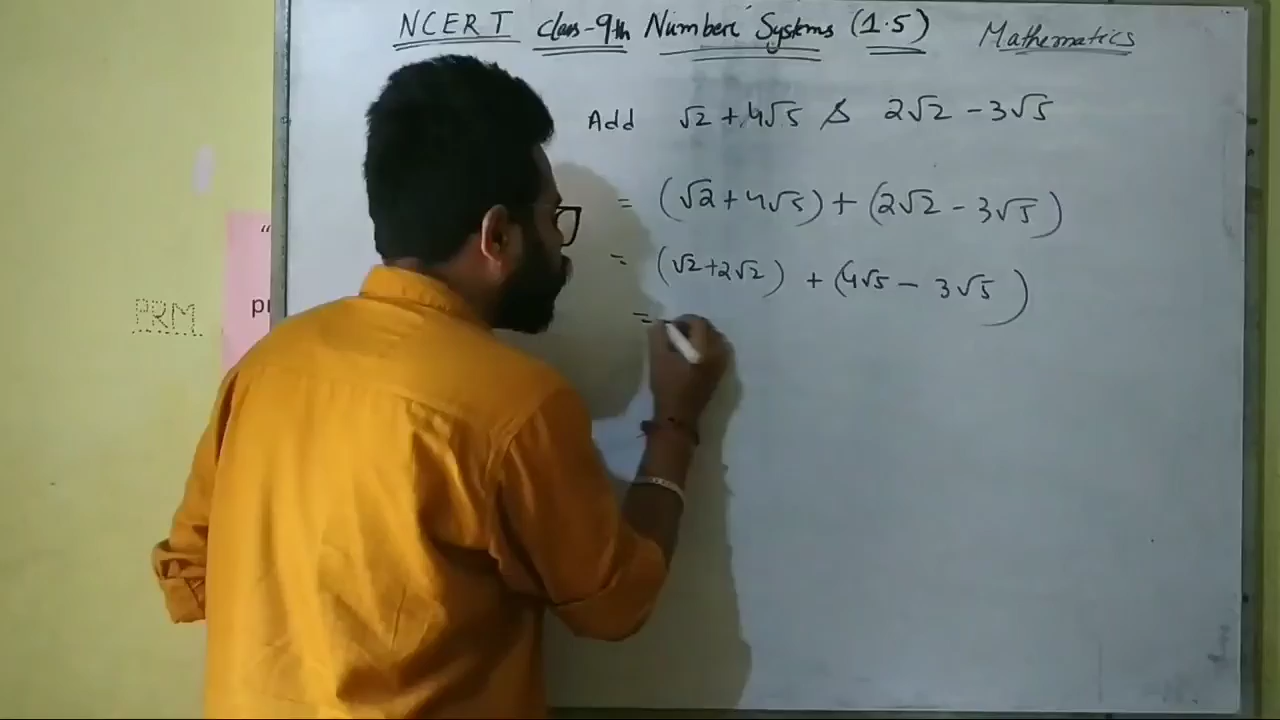 NCERT Class-9th Number Systems (1.5) Mathematics
Add √2 + 4√5 & 2√2 - 3√5
= (√2 + 4√5) + (2√2 - 3√5)
= (√2 + 2√2) + (4√5 - 3√5)
=
PRM
“
p